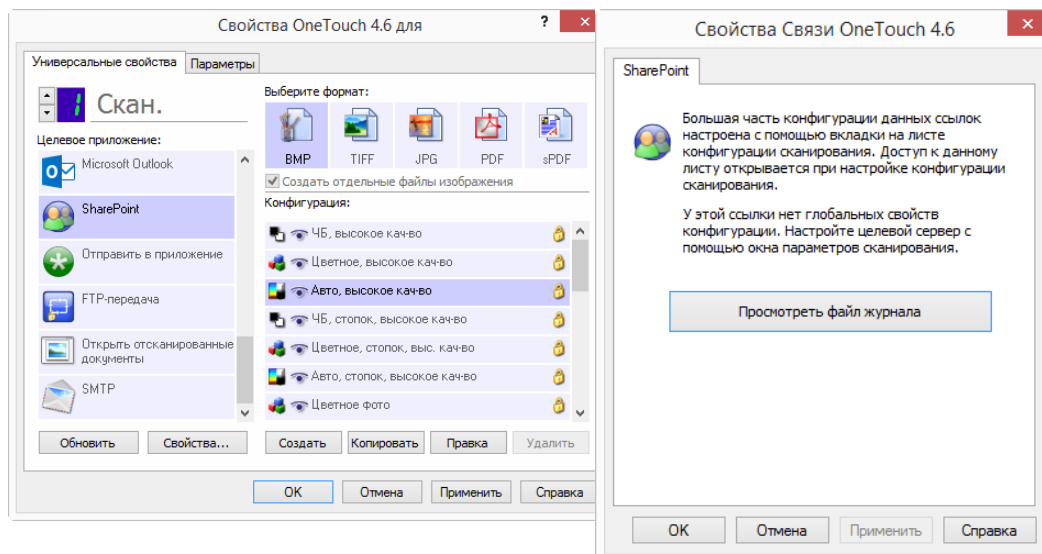 Свойства OneTouch 4.6 для
?
×
Универсальные свойства
Параметры
1
Скан.
Целевое приложение:
Microsoft Outlook
SharePoint
Отправить в приложение
FTP-передача
Открыть отсканированные
документы
SMTP
Обновить
Свойства...
Выберите формат:
BMP
TIFF
JPG
PDF
sPDF
Создать отдельные файлы изображения
Конфигурация:
ЧБ, высокое кач-во
Цветное, высокое кач-во
Авто, высокое кач-во
ЧБ, стопок, высокое кач-во
Цветное, стопок, выс. кач-во
Авто, стопок, высокое кач-во
Цветное фото
Создать
Копировать
Правка
Удалить
OK
Отмена
Применить
Справка
Свойства Связи OneTouch 4.6
×
SharePoint
Большая часть конфигурации данных ссылок
настроена с помощью вкладки на листе
конфигурации сканирования. Доступ к данному
листу открывается при настройке конфигурации
сканирования.
У этой ссылки нет глобальных свойств
конфигурации. Настройте целевой сервер с
помощью окна параметров сканирования.
Просмотреть файл журнала
OK
Отмена
Применить
Справка